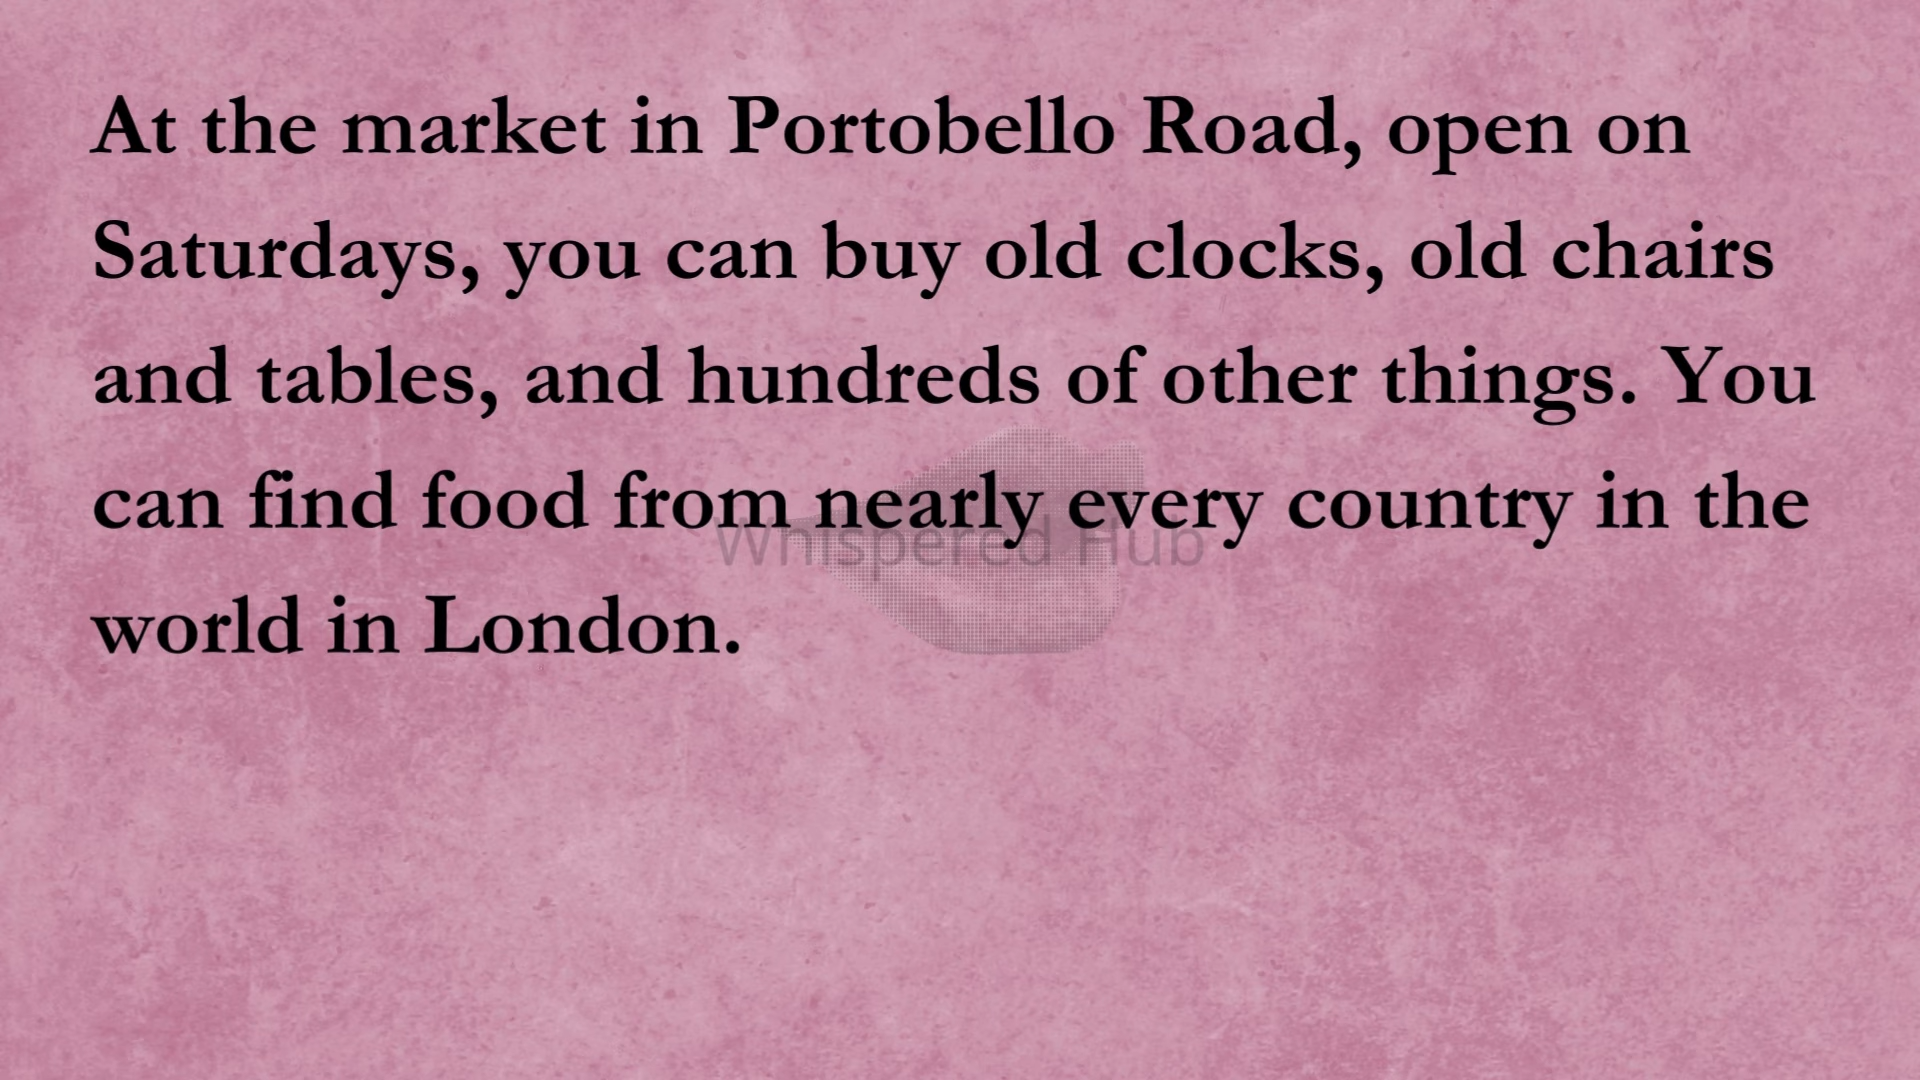 At the market in Portobello Road, open on
Saturdays, you can buy old clocks, old chairs
and tables, and hundreds of other things. You
can find food from nearly every country in the
Whispered Hub
world in London.